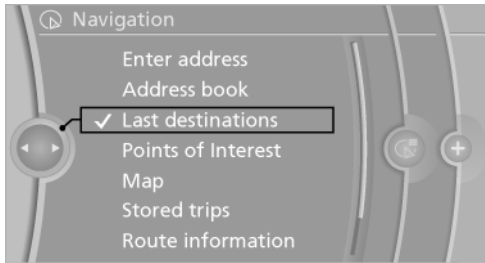 Navigation
Enter address
Address book
Last destinations
Points of Interest
Map
Stored trips
Route information